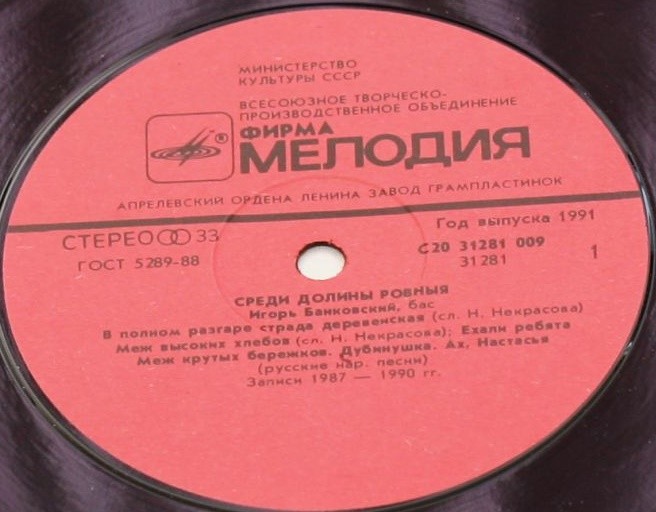 МИНИСТЕРСТВО
КУЛЬТУРЫ СССР
ВСЕСОЮЗНОЕ ТВОРЧЕСКО-
ПРОИЗВОДСТВЕННОЕ ОБЪЕДИНЕНИЕ
ФИРМА
®
МЕЛОДИЯ
АПРЕЛЕВСКИЙ ОРДЕНА ЛЕНИНА ЗАВОД ГРАМПЛАСТИНОК
СТЕРЕО 33
Год выпуска 1991
ГОСТ 5289-88
С20 31281 009
31281
1
СРЕДИ ДОЛИНЫ РОВНЫЯ
Игорь Банковский, бас
В полном разгаре страда деревенская (сл. Н. Некрасова)
Меж высоких хлебов (сл. Н. Некрасова); Ехали ребята
Меж крутых бережков. Дубинушка. Ах, Настасья
(русские нар. песни)
Записи 1987 — 1990 гг.